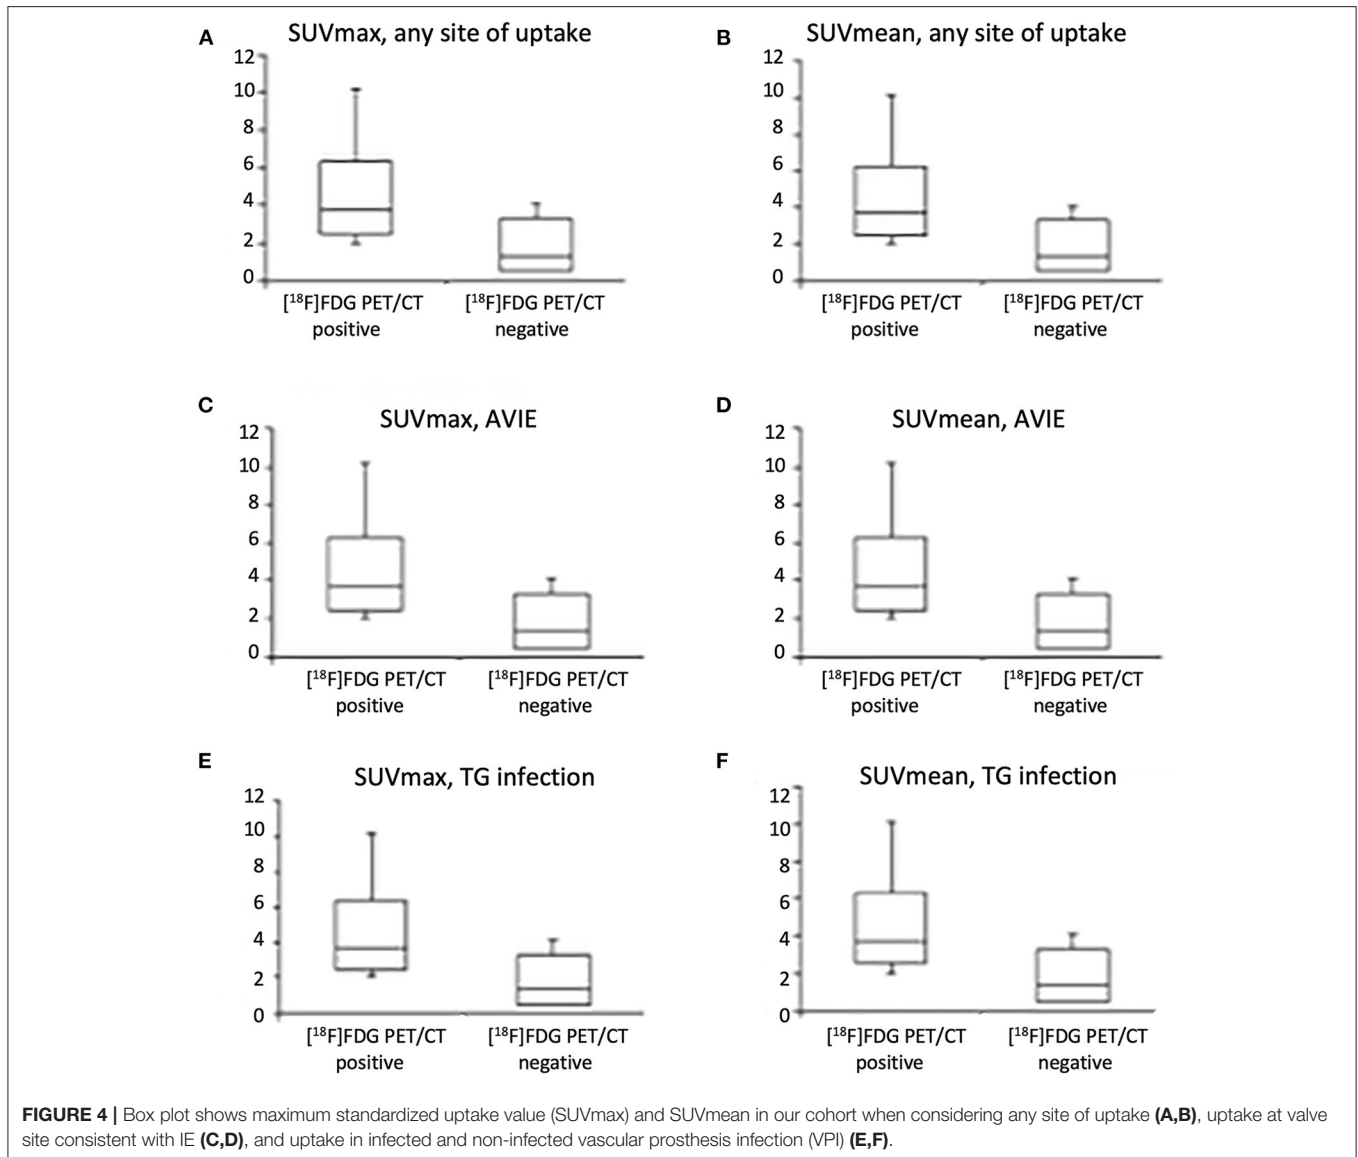 A SUVmax, any site of uptake
12
10
8
6
4
2
0
[¹⁸F]FDG PET/CT [¹⁸F]FDG PET/CT
positive negative
B SUVmean, any site of uptake
12
10
8
6
4
2
0
[¹⁸F]FDG PET/CT [¹⁸F]FDG PET/CT
positive negative
C SUVmax, AVIE
12
10
8
6
4
2
0
[¹⁸F]FDG PET/CT [¹⁸F]FDG PET/CT
positive negative
D SUVmean, AVIE
12
10
8
6
4
2
0
[¹⁸F]FDG PET/CT [¹⁸F]FDG PET/CT
positive negative
E SUVmax, TG infection
12
10
8
6
4
2
0
[¹⁸F]FDG PET/CT [¹⁸F]FDG PET/CT
positive negative
F SUVmean, TG infection
12
10
8
6
4
2
0
[¹⁸F]FDG PET/CT [¹⁸F]FDG PET/CT
positive negative
FIGURE 4 | Box plot shows maximum standardized uptake value (SUVmax) and SUVmean in our cohort when considering any site of uptake (A,B), uptake at valve
site consistent with IE (C,D), and uptake in infected and non-infected vascular prosthesis infection (VPI) (E,F).